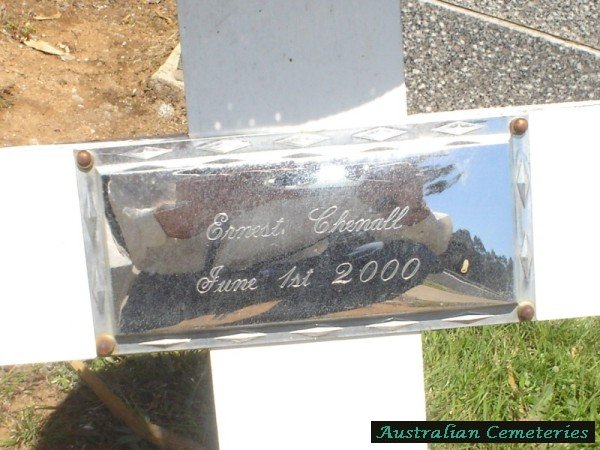 Ernest. Chenall
June 1st 2000
Australian Cemeteries